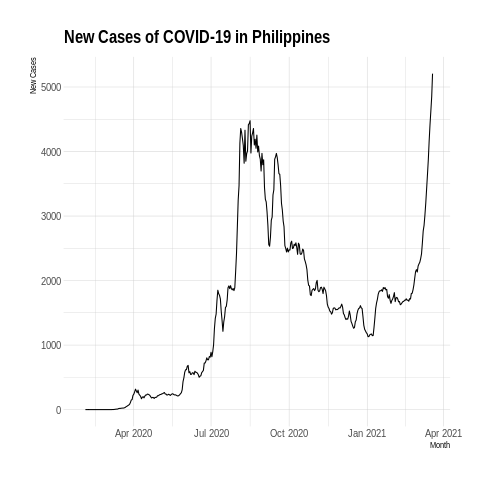 New Cases of COVID-19 in Philippines
New Cases
5000
4000
3000
2000
1000
0
Apr 2020
Jul 2020
Oct 2020
Jan 2021
Apr 2021
Month